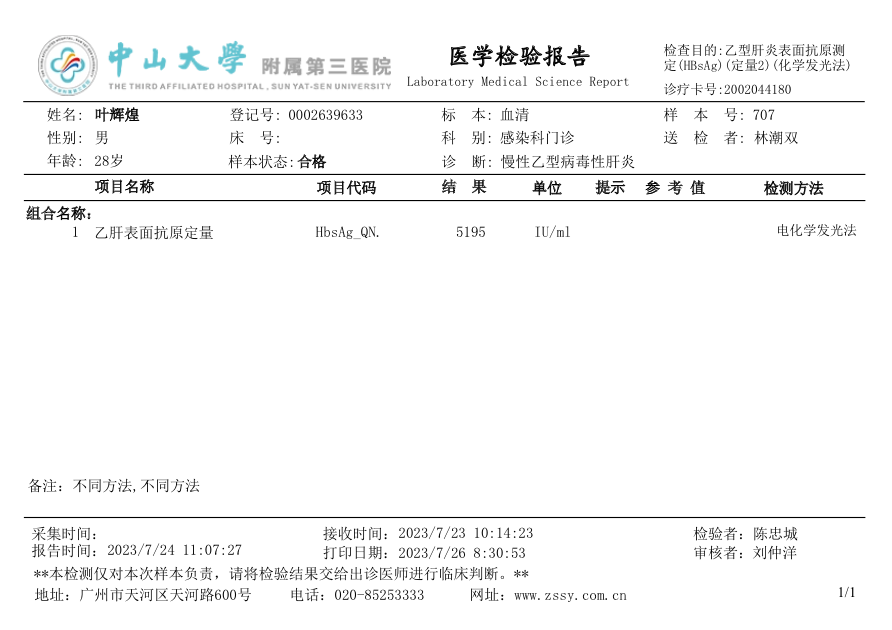 中山大学 附属第三医院
THE THIRD AFFILIATED HOSPITAL, SUN YAT-SEN UNIVERSITY
医学检验报告
Laboratory Medical Science Report
检查目的:乙型肝炎表面抗原测
定(HBsAg)(定量2)(化学发光法)
诊疗卡号:2002044180
姓名: 叶辉煌 登记号: 0002639633 标 本: 血清 样 本 号: 707
性别: 男 床 号: 科 别: 感染科门诊 送 检 者: 林潮双
年龄: 28岁 样本状态: 合格 诊 断: 慢性乙型病毒性肝炎
项目名称 项目代码 结 果 单位 提示 参 考 值 检测方法
组合名称:
1 乙肝表面抗原定量 HbsAg_QN. 5195 IU/ml 电化学发光法
备注: 不同方法,不同方法
采集时间: 接收时间: 2023/7/23 10:14:23 检验者: 陈忠城
报告时间: 2023/7/24 11:07:27 打印日期: 2023/7/26 8:30:53 审核者: 刘仲洋
**本检测仅对本次样本负责,请将检验结果交给出诊医师进行临床判断。**
地址: 广州市天河区天河路600号 电话: 020-85253333 网址: www.zssy.com.cn 1/1